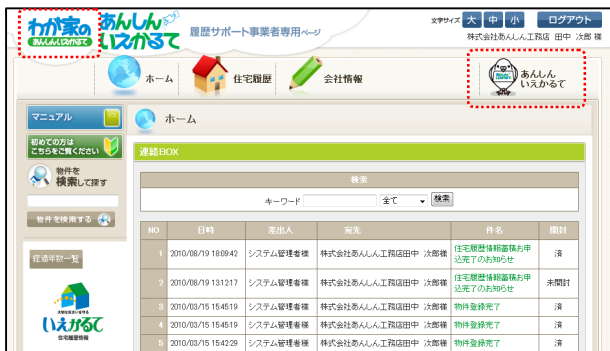 わが家の あんしん
あんしんいえかるて いえかるて
履歴サポート事業者専用ページ
文字サイズ 大 中 小 ログアウト
株式会社あんしん工務店 田中 次郎 様
ホーム 住宅履歴 会社情報 あんしん
いえかるて
マニュアル
初めての方は
こちらをご覧ください
物件を
検索して探す
物件を検索する
経過年数一覧
いえかるて
住宅履歴情報
ホーム
連絡BOX
検索
キーワード 全て 検索
NO 日時 差出人 宛先 件名 開封
1 2010/08/19 18:09:42 システム管理者様 株式会社あんしん工務店田中 次郎様 住宅履歴情報蓄積お申
込完了のお知らせ 済
2 2010/08/19 13:12:17 システム管理者様 株式会社あんしん工務店田中 次郎様 住宅履歴情報蓄積お申
込完了のお知らせ 未開封
3 2010/03/15 15:45:19 システム管理者様 株式会社あんしん工務店田中 次郎様 物件登録完了 済
4 2010/03/15 15:45:19 システム管理者様 株式会社あんしん工務店田中 次郎様 物件登録完了 済
5 2010/03/15 15:42:29 システム管理者様 株式会社あんしん工務店田中 次郎様 物件登録完了 済